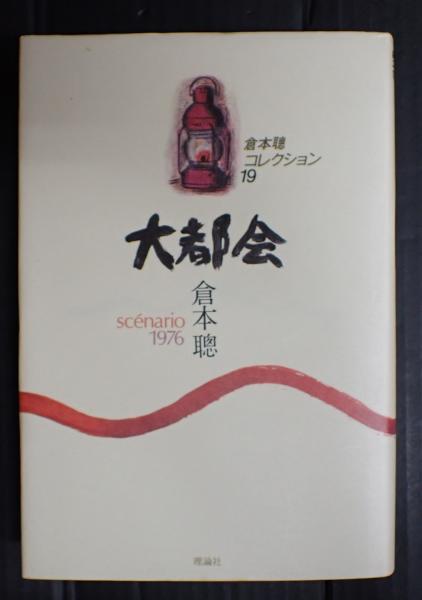 倉本聰
コレクション
19
大都会
倉本聰
scénario
1976
理論社